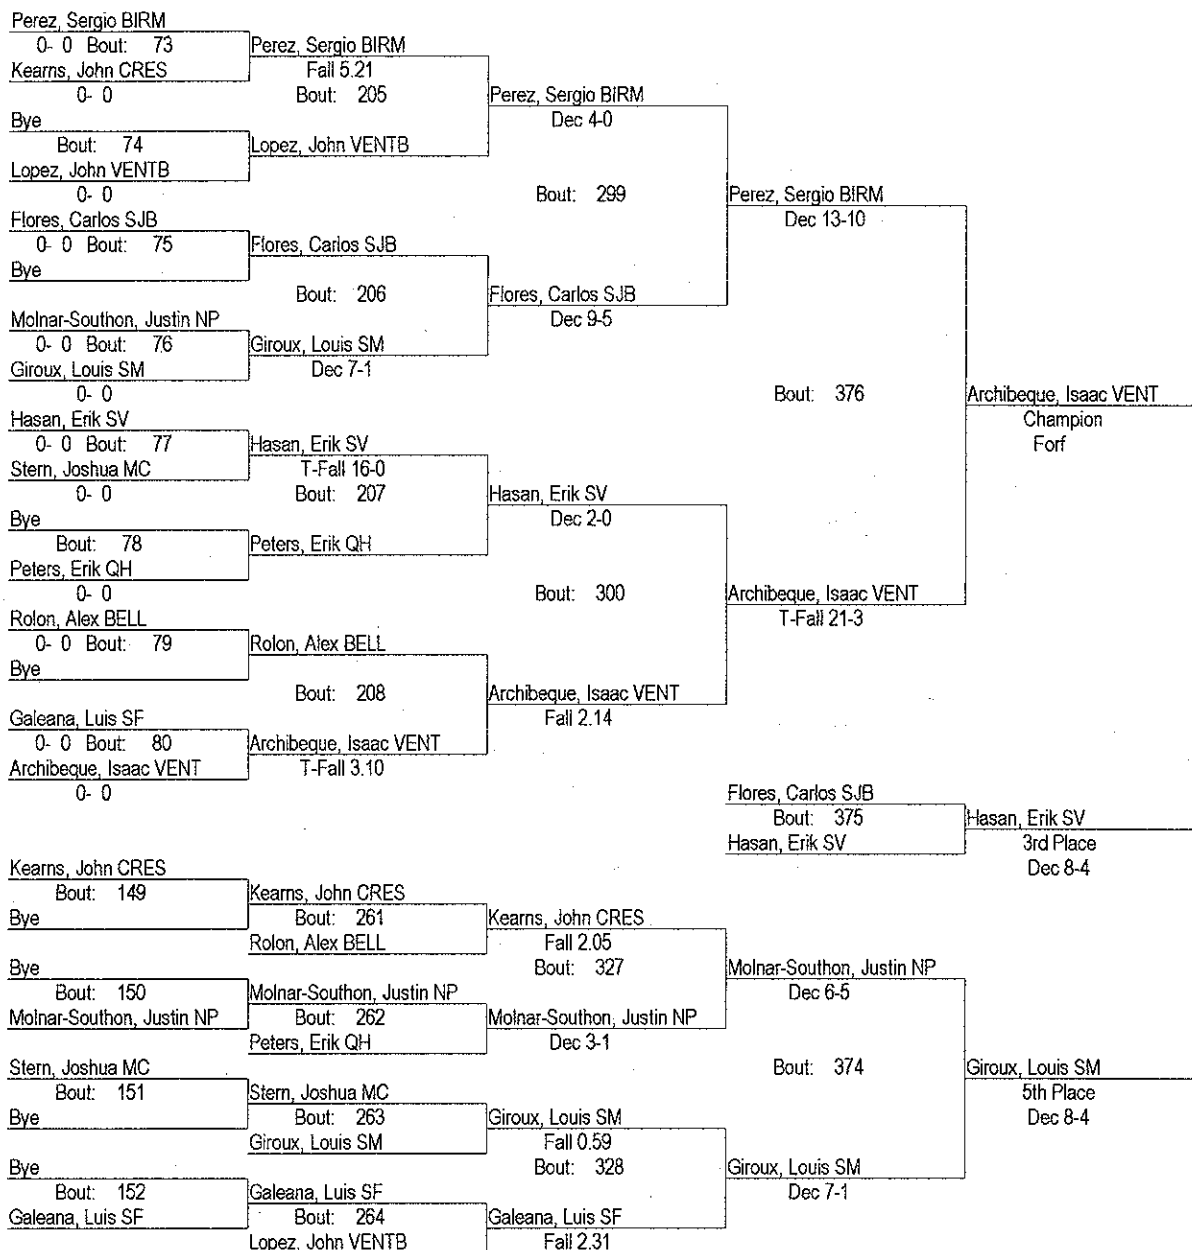 Perez, Sergio BIRM
0- 0 Bout: 73
Kearns, John CRES
0- 0
Bye
Bout: 74
Lopez, John VENTB
0- 0
Flores, Carlos SJB
0- 0 Bout: 75
Bye
Molnar-Southon, Justin NP
0- 0 Bout: 76
Giroux, Louis SM
0- 0
Hasan, Erik SV
0- 0 Bout: 77
Stern, Joshua MC
0- 0
Bye
Bout: 78
Peters, Erik QH
0- 0
Rolon, Alex BELL
0- 0 Bout: 79
Bye
Galeana, Luis SF
0- 0 Bout: 80
Archibeque, Isaac VENT
0- 0
Perez, Sergio BIRM
Fall 5.21
Bout: 205
Lopez, John VENTB
Flores, Carlos SJB
Bout: 206
Giroux, Louis SM
Dec 7-1
Hasan, Erik SV
T-Fall 16-0
Bout: 207
Peters, Erik QH
Rolon, Alex BELL
Bout: 208
Archibeque, Isaac VENT
T-Fall 3.10
Perez, Sergio BIRM
Dec 4-0
Bout: 299
Flores, Carlos SJB
Dec 9-5
Hasan, Erik SV
Dec 2-0
Bout: 300
Archibeque, Isaac VENT
Fall 2.14
Perez, Sergio BIRM
Dec 13-10
Bout: 376
Archibeque, Isaac VENT
T-Fall 21-3
Archibeque, Isaac VENT
Champion
Forf
Flores, Carlos SJB
Bout: 375
Hasan, Erik SV
Hasan, Erik SV
3rd Place
Dec 8-4
Kearns, John CRES
Bout: 149
Bye
Bye
Bout: 150
Molnar-Southon, Justin NP
Stern, Joshua MC
Bout: 151
Bye
Bye
Bout: 152
Galeana, Luis SF
Kearns, John CRES
Bout: 261
Rolon, Alex BELL
Molnar-Southon, Justin NP
Bout: 262
Peters, Erik QH
Stern, Joshua MC
Bout: 263
Giroux, Louis SM
Galeana, Luis SF
Bout: 264
Lopez, John VENTB
Kearns, John CRES
Fall 2.05
Bout: 327
Molnar-Southon, Justin NP
Dec 3-1
Giroux, Louis SM
Fall 0.59
Bout: 328
Galeana, Luis SF
Fall 2.31
Molnar-Southon, Justin NP
Dec 6-5
Bout: 374
Giroux, Louis SM
Dec 7-1
Giroux, Louis SM
5th Place
Dec 8-4